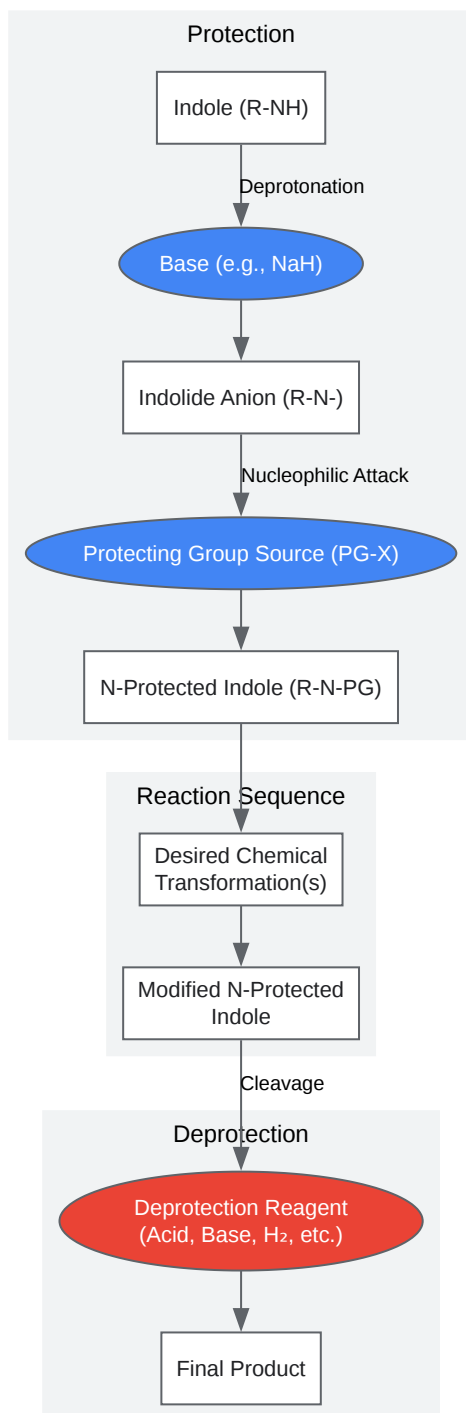 Protection
Indole (R-NH)
Deprotonation
Base (e.g., NaH)
Indolide Anion (R-N-)
Nucleophilic Attack
Protecting Group Source (PG-X)
N-Protected Indole (R-N-PG)
Reaction Sequence
Desired Chemical
Transformation(s)
Modified N-Protected
Indole
Cleavage
Deprotection
Deprotection Reagent
(Acid, Base, H₂, etc.)
Final Product